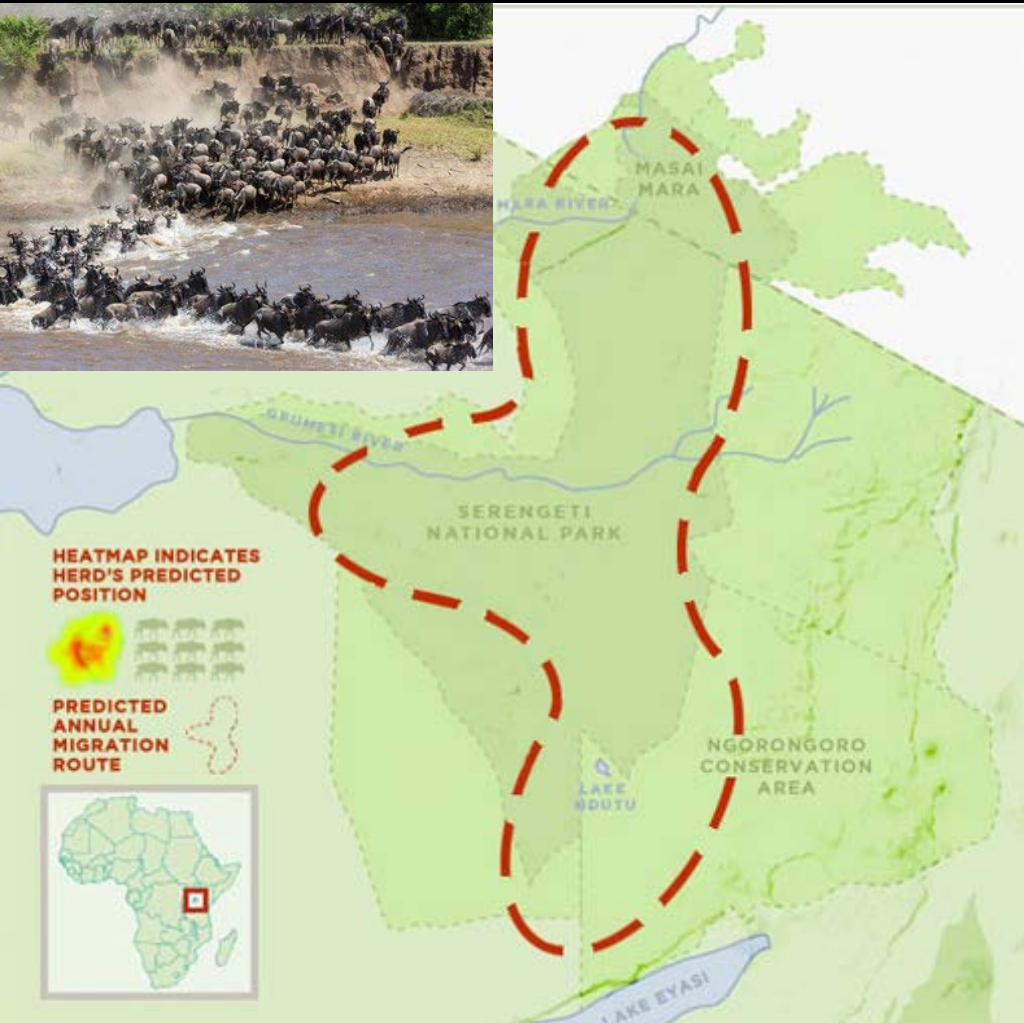 MASAI
MARA
MARA RIVER
GRUMETI RIVER
SERENGETI
NATIONAL PARK
HEATMAP INDICATES
HERD'S PREDICTED
POSITION
PREDICTED
ANNUAL
MIGRATION
ROUTE
NGORONGORO
CONSERVATION
AREA
LAKE
NDUTU
LAKE EYASI